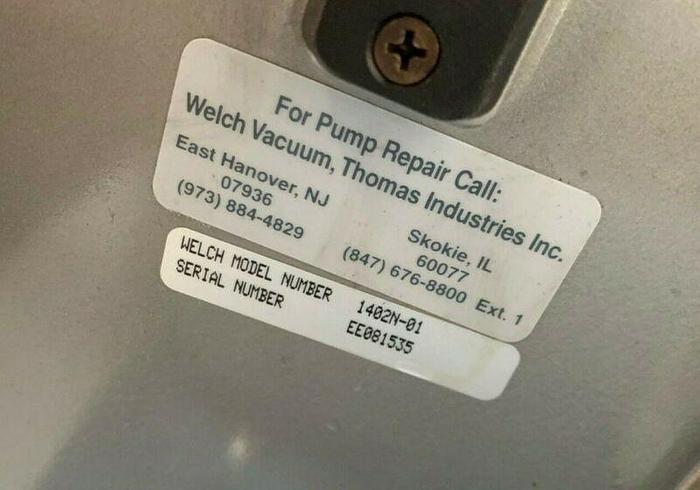 For Pump Repair Call:
Welch Vacuum, Thomas Industries Inc.
East Hanover, NJ
07936
(973) 884-4829
Skokie, IL
60077
(847) 676-8800 Ext. 1
WELCH MODEL NUMBER 1402N-01
SERIAL NUMBER EE081535